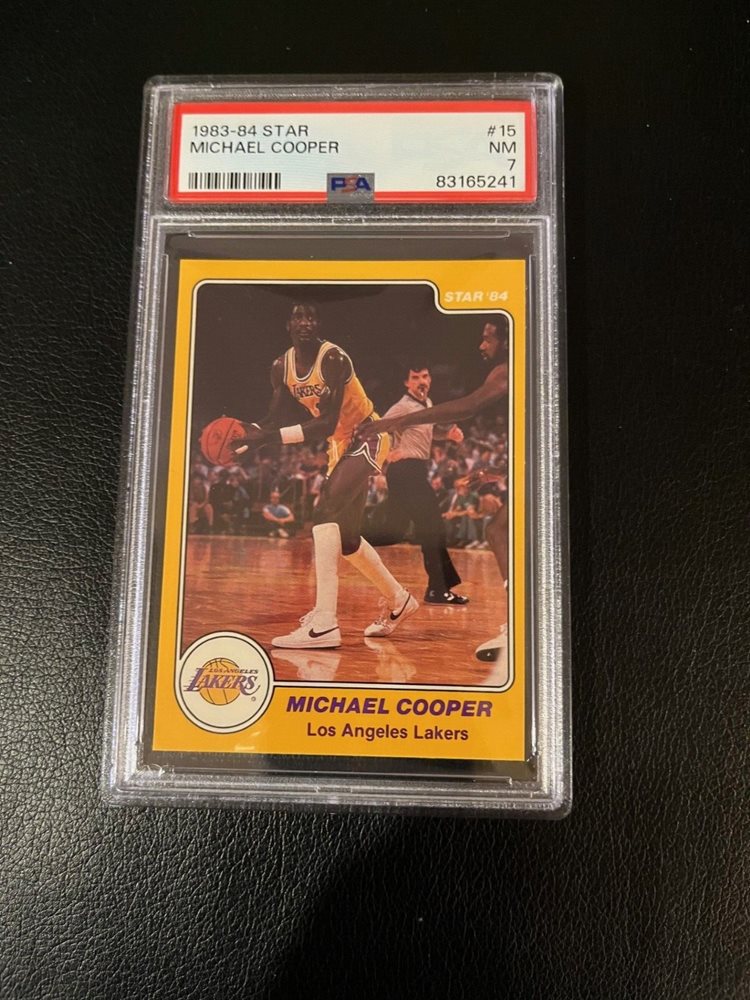 1983-84 STAR #15
MICHAEL COOPER NM
7
PSA 83165241
STAR '84
LAKERS
LOS ANGELES
LAKERS
MICHAEL COOPER
Los Angeles Lakers